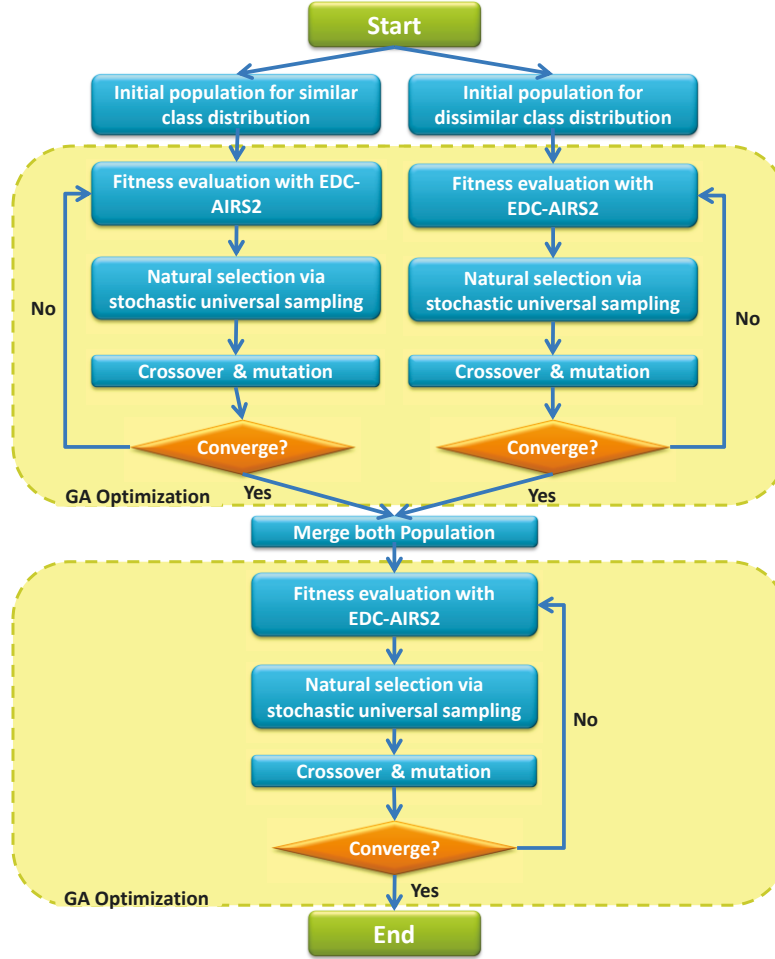 Start
Initial population for similar
class distribution
Initial population for
dissimilar class distribution
Fitness evaluation with EDC-
AIRS2
Fitness evaluation with
EDC-AIRS2
Natural selection via
stochastic universal sampling
Natural selection via
stochastic universal sampling
No
No
Crossover & mutation
Crossover & mutation
Converge?
Converge?
GA Optimization
Yes
Yes
Merge both Population
Fitness evaluation with
EDC-AIRS2
Natural selection via
stochastic universal sampling
No
Crossover & mutation
Converge?
Yes
GA Optimization
End